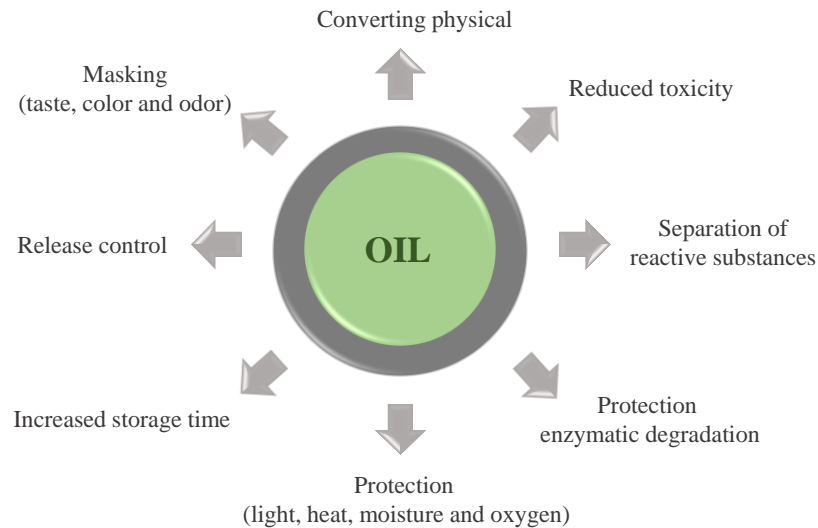 Converting physical
Masking
(taste, color and odor)
Reduced toxicity
Release control
OIL
Separation of
reactive substances
Increased storage time
Protection
enzymatic degradation
Protection
(light, heat, moisture and oxygen)